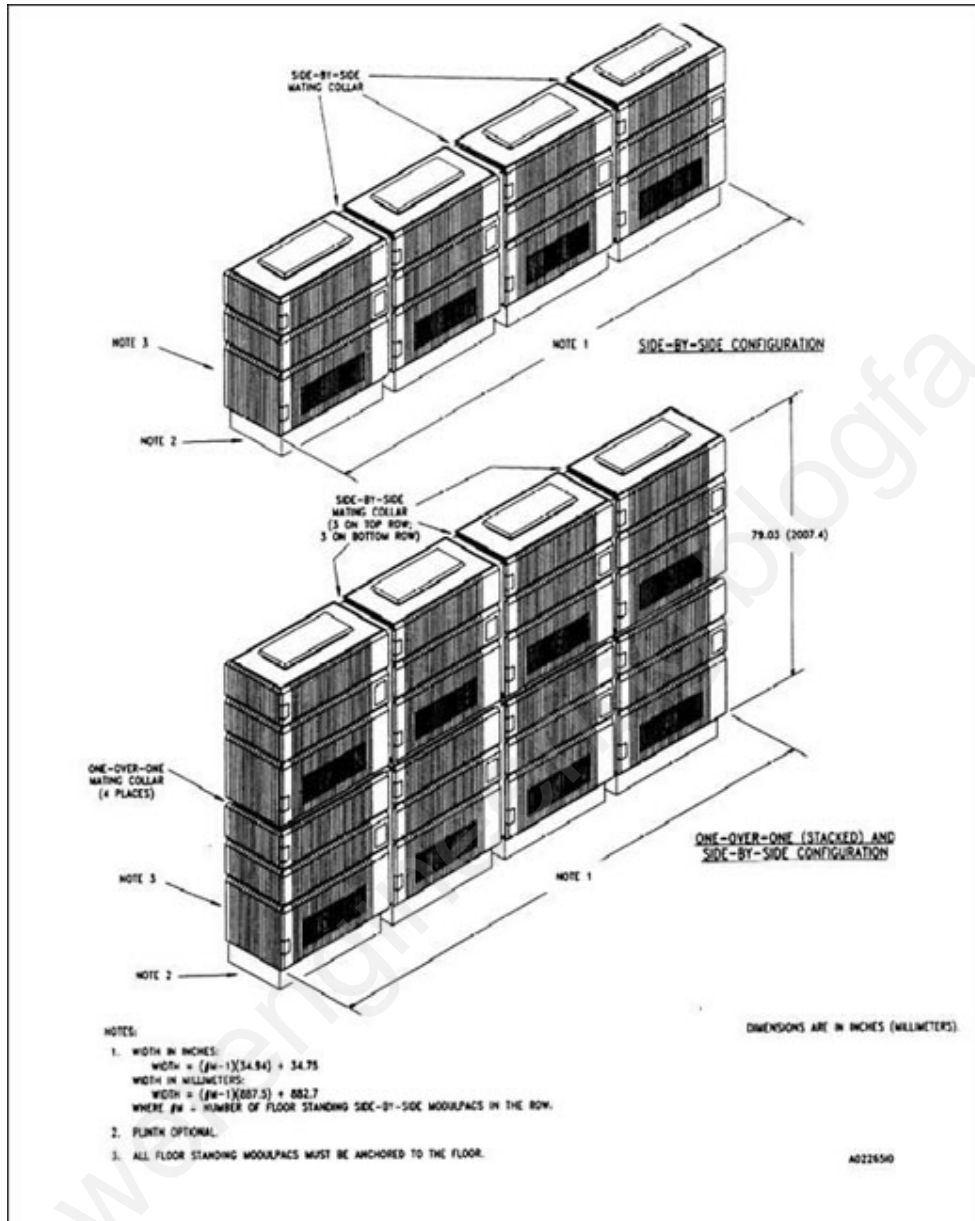 SIDE-BY-SIDE
MATING COLLAR
NOTE 3
NOTE 1
SIDE-BY-SIDE CONFIGURATION
NOTE 2
SIDE-BY-SIDE
MATING COLLAR
(3 ON TOP ROW;
3 ON BOTTOM ROW)
79.03 (2007.4)
ONE-OVER-ONE
MATING COLLAR
(4 PLACES)
ONE-OVER-ONE (STACKED) AND
SIDE-BY-SIDE CONFIGURATION
NOTE 3
NOTE 1
NOTE 2
NOTES:
DIMENSIONS ARE IN INCHES (MILLIMETERS).
1. WIDTH IN INCHES:
WIDTH = (#M-1)(34.94) + 34.75
WIDTH IN MILLIMETERS:
WIDTH = (#M-1)(887.5) + 882.7
WHERE #M = NUMBER OF FLOOR STANDING SIDE-BY-SIDE MODULPACS IN THE ROW.
2. PLINTH OPTIONAL.
3. ALL FLOOR STANDING MODULPACS MUST BE ANCHORED TO THE FLOOR.